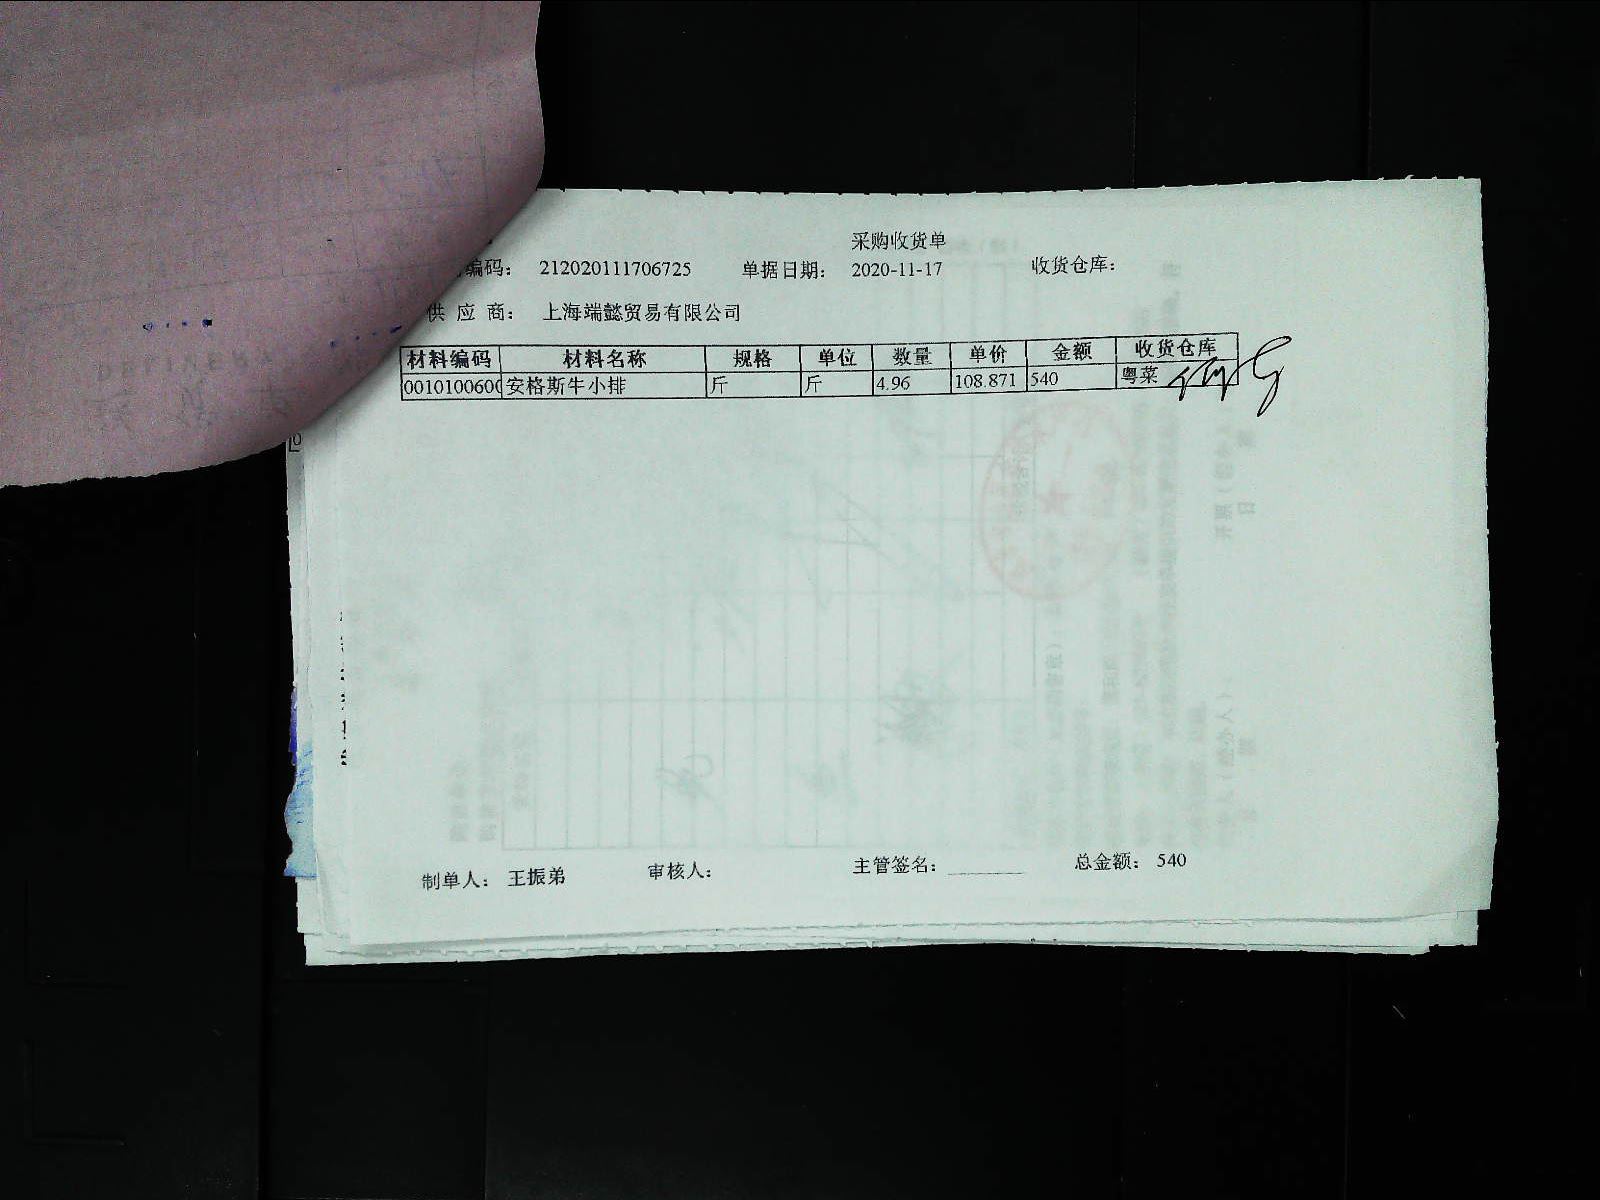 采购收货单
编码： 212020111706725 单据日期： 2020-11-17 收货仓库：
供 应 商： 上海端懿贸易有限公司
材料编码 材料名称 规格 单位 数量 单价 金额 收货仓库
0010100600 安格斯牛小排 斤 斤 4.96 108.871 540 粤菜
制单人： 王振弟 审核人： 主管签名： 总金额： 540